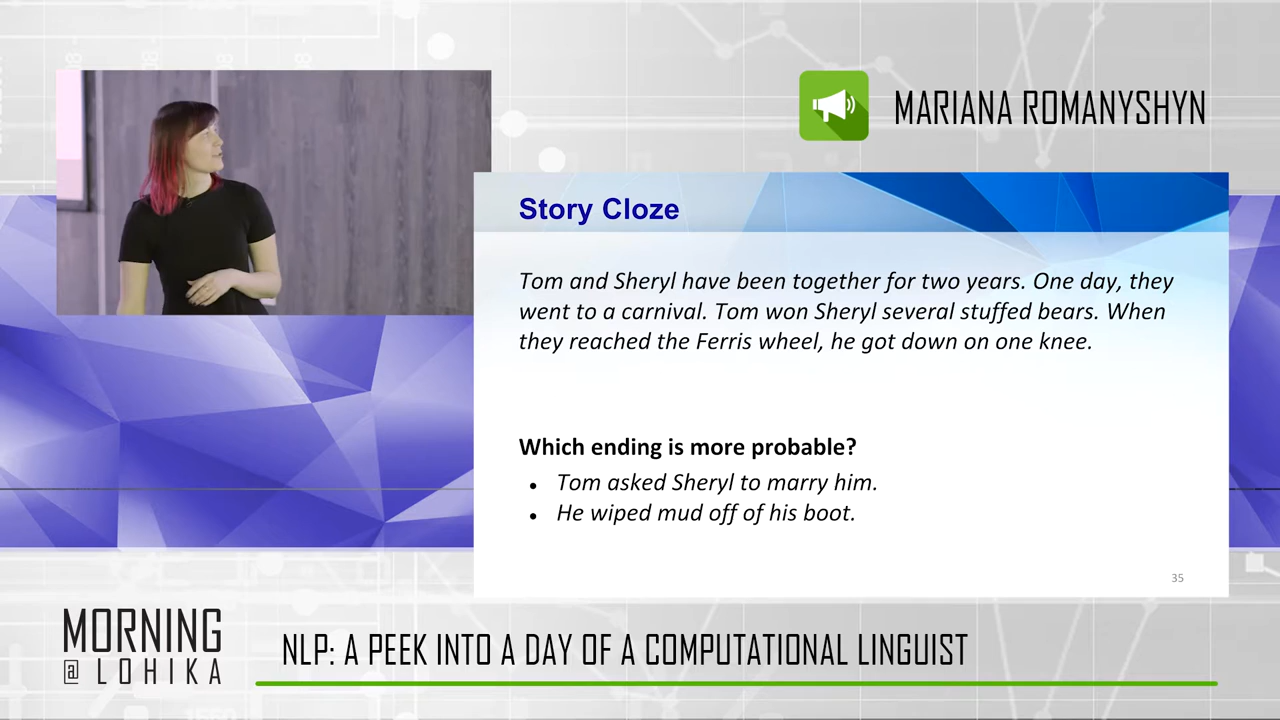 MARIANA ROMANYSHYN
Story Cloze
Tom and Sheryl have been together for two years. One day, they
went to a carnival. Tom won Sheryl several stuffed bears. When
they reached the Ferris wheel, he got down on one knee.
Which ending is more probable?
• Tom asked Sheryl to marry him.
• He wiped mud off of his boot.
35
MORNING
@ LOHIKA
NLP: A PEEK INTO A DAY OF A COMPUTATIONAL LINGUIST